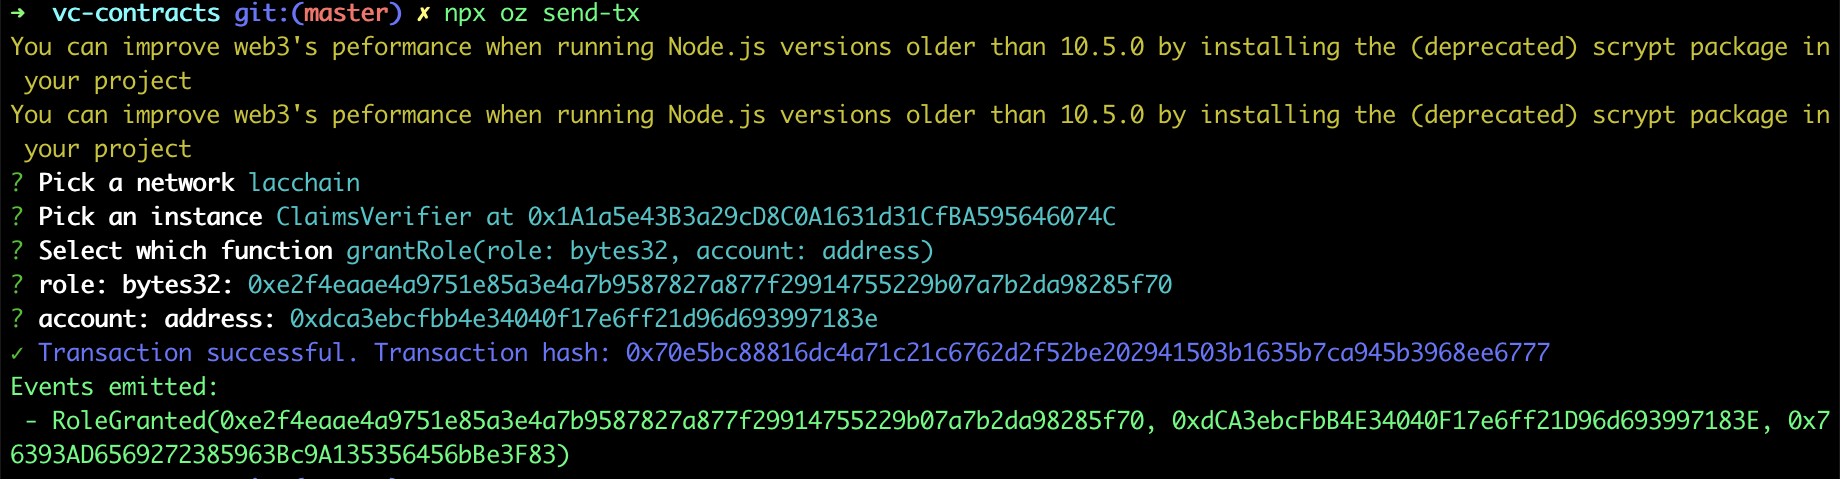 ➜  vc-contracts git:(master) ✗ npx oz send-tx
You can improve web3's peformance when running Node.js versions older than 10.5.0 by installing the (deprecated) scrypt package in
 your project
You can improve web3's peformance when running Node.js versions older than 10.5.0 by installing the (deprecated) scrypt package in
 your project
? Pick a network lacchain
? Pick an instance ClaimsVerifier at 0x1A1a5e43B3a29cD8C0A1631d31CfBA595646074C
? Select which function grantRole(role: bytes32, account: address)
? role: bytes32: 0xe2f4eaae4a9751e85a3e4a7b9587827a877f29914755229b07a7b2da98285f70
? account: address: 0xdca3ebcfbb4e34040f17e6ff21d96d693997183e
✓ Transaction successful. Transaction hash: 0x70e5bc88816dc4a71c21c6762d2f52be202941503b1635b7ca945b3968ee6777
Events emitted:
 - RoleGranted(0xe2f4eaae4a9751e85a3e4a7b9587827a877f29914755229b07a7b2da98285f70, 0xdCA3ebcFbB4E34040F17e6ff21D96d693997183E, 0x7
6393AD6569272385963Bc9A135356456bBe3F83)